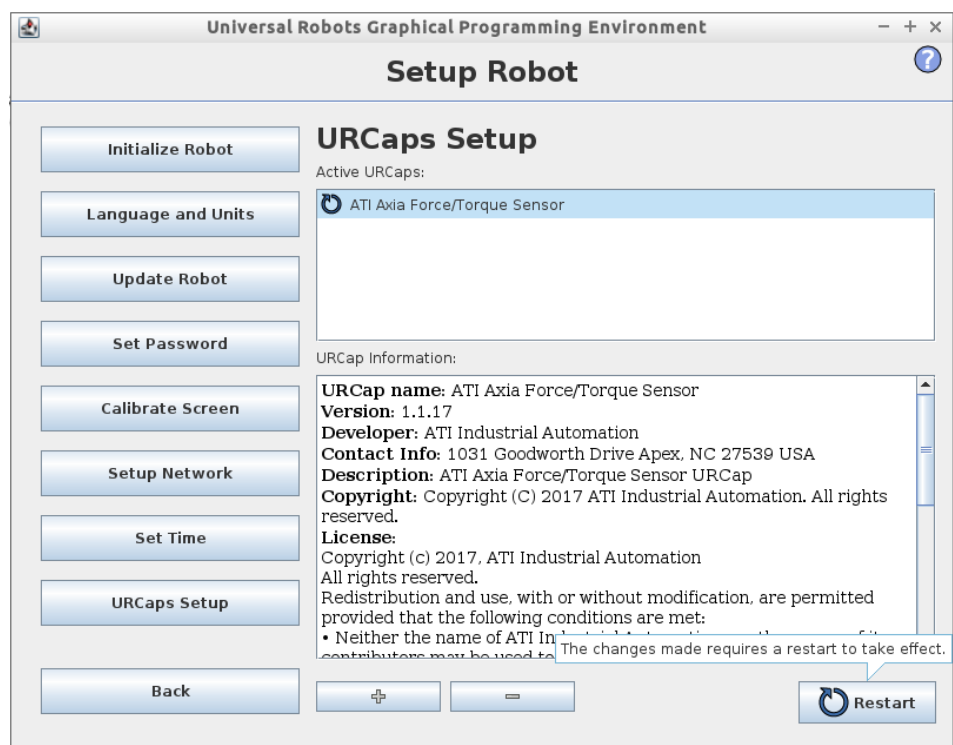 Universal Robots Graphical Programming Environment
Setup Robot
?
Initialize Robot
Language and Units
Update Robot
Set Password
Calibrate Screen
Setup Network
Set Time
URCaps Setup
Back
URCaps Setup
Active URCaps:
ATI Axia Force/Torque Sensor
URCap Information:
URCap name: ATI Axia Force/Torque Sensor
Version: 1.1.17
Developer: ATI Industrial Automation
Contact Info: 1031 Goodworth Drive Apex, NC 27539 USA
Description: ATI Axia Force/Torque Sensor URCap
Copyright: Copyright (C) 2017 ATI Industrial Automation. All rights
reserved.
License:
Copyright (c) 2017, ATI Industrial Automation
All rights reserved.
Redistribution and use, with or without modification, are permitted
provided that the following conditions are met:
• Neither the name of ATI
contributors may be used
The changes made requires a restart to take effect.
Restart